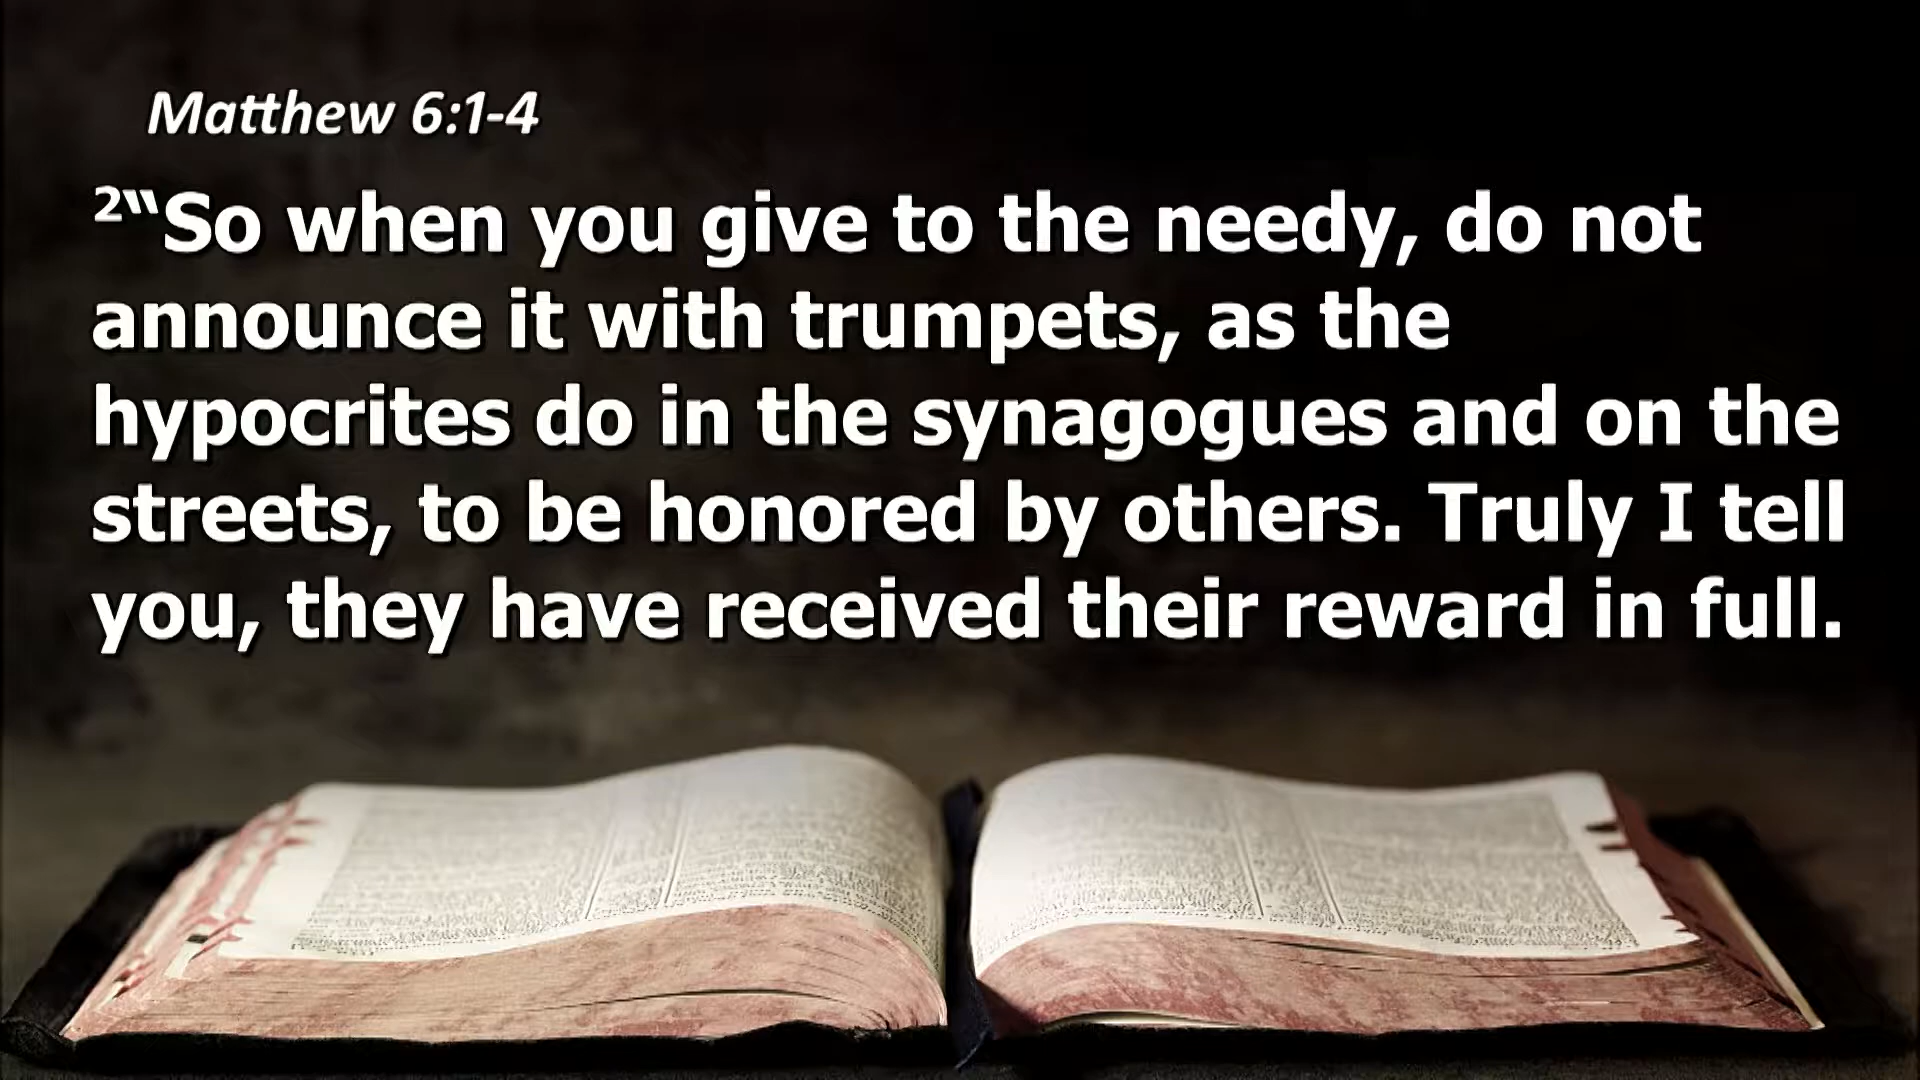 Matthew 6:1-4
²“So when you give to the needy, do not
announce it with trumpets, as the
hypocrites do in the synagogues and on the
streets, to be honored by others. Truly I tell
you, they have received their reward in full.